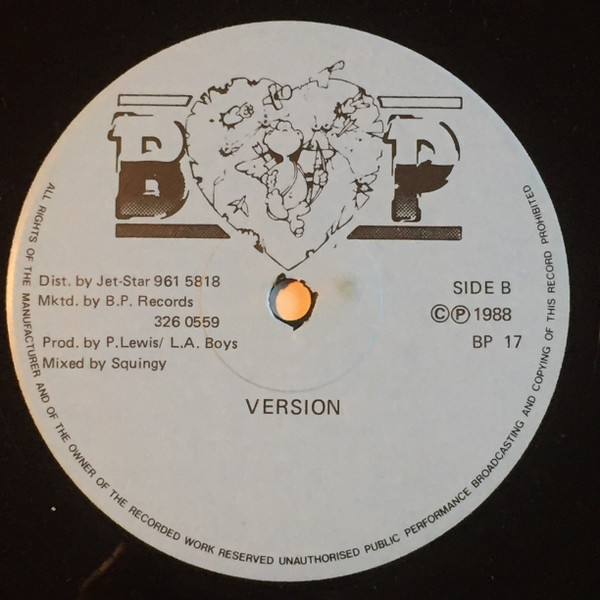 B P
Dist. by Jet-Star 961 5818
Mktd. by B.P. Records
326 0559
Prod. by P.Lewis/ L.A. Boys
Mixed by Squingy
SIDE B
©℗1988
BP 17
VERSION
ALL RIGHTS OF THE MANUFACTURER AND OF THE OWNER OF THE RECORDED WORK RESERVED UNAUTHORISED PUBLIC PERFORMANCE BROADCASTING AND COPYING OF THIS RECORD PROHIBITED